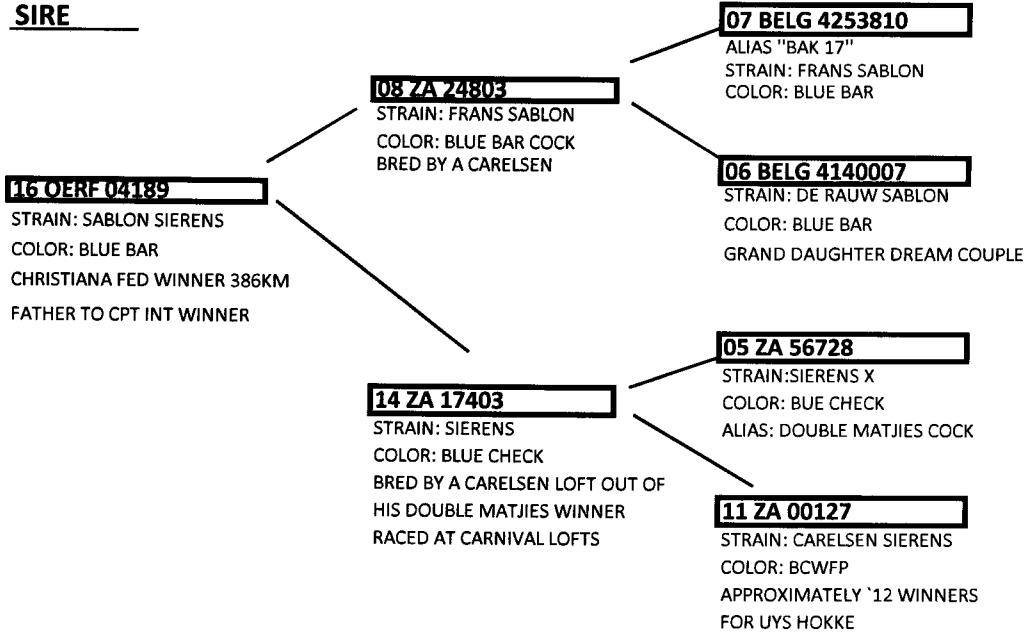 SIRE
16 OERF 04189
STRAIN: SABLON SIERENS
COLOR: BLUE BAR
CHRISTIANA FED WINNER 386KM
FATHER TO CPT INT WINNER
08 ZA 24803
STRAIN: FRANS SABLON
COLOR: BLUE BAR COCK
BRED BY A CARELSEN
14 ZA 17403
STRAIN: SIERENS
COLOR: BLUE CHECK
BRED BY A CARELSEN LOFT OUT OF
HIS DOUBLE MATJIES WINNER
RACED AT CARNIVAL LOFTS
07 BELG 4253810
ALIAS "BAK 17"
STRAIN: FRANS SABLON
COLOR: BLUE BAR
06 BELG 4140007
STRAIN: DE RAUW SABLON
COLOR: BLUE BAR
GRAND DAUGHTER DREAM COUPLE
05 ZA 56728
STRAIN:SIERENS X
COLOR: BUE CHECK
ALIAS: DOUBLE MATJIES COCK
11 ZA 00127
STRAIN: CARELSEN SIERENS
COLOR: BCWFP
APPROXIMATELY `12 WINNERS
FOR UYS HOKKE